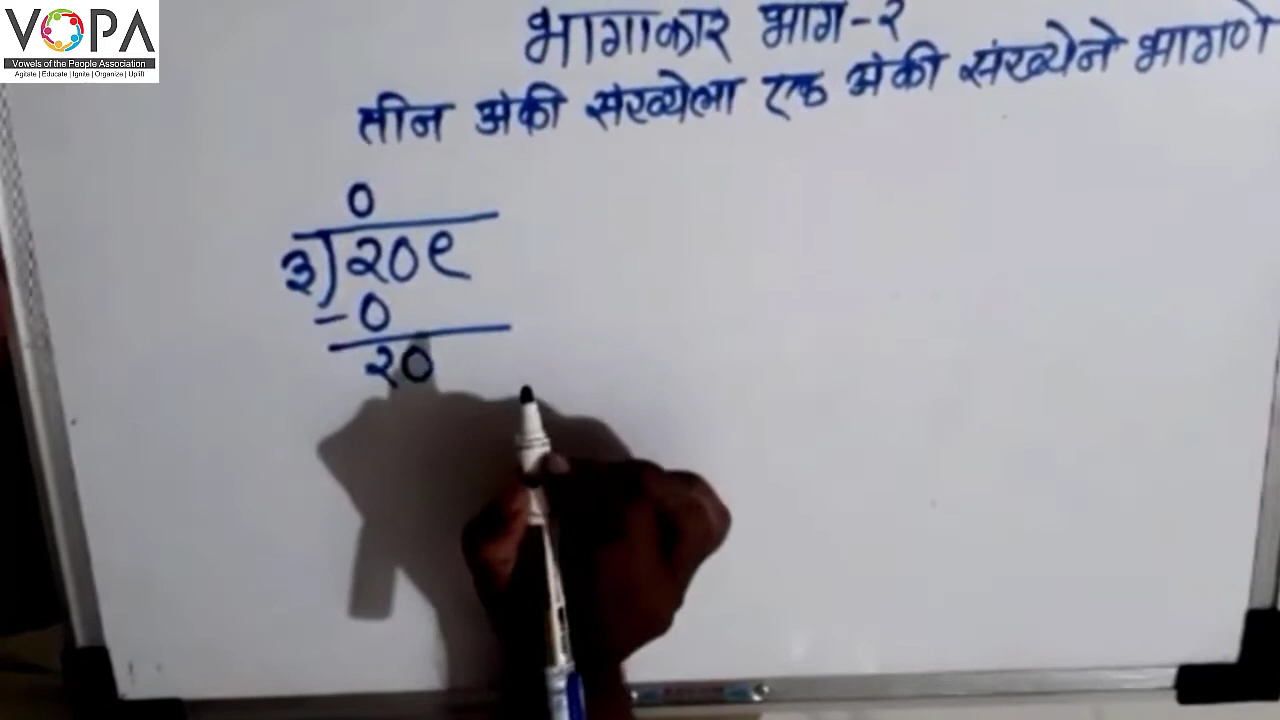 VOPA
Vowels of the People Association
Agitate | Educate | Ignite | Organize | Uplift
भागाकार भाग-२
तीन अंकी संख्येला एक अंकी संख्येने भागणे
०
३) २०९
- ०
२०